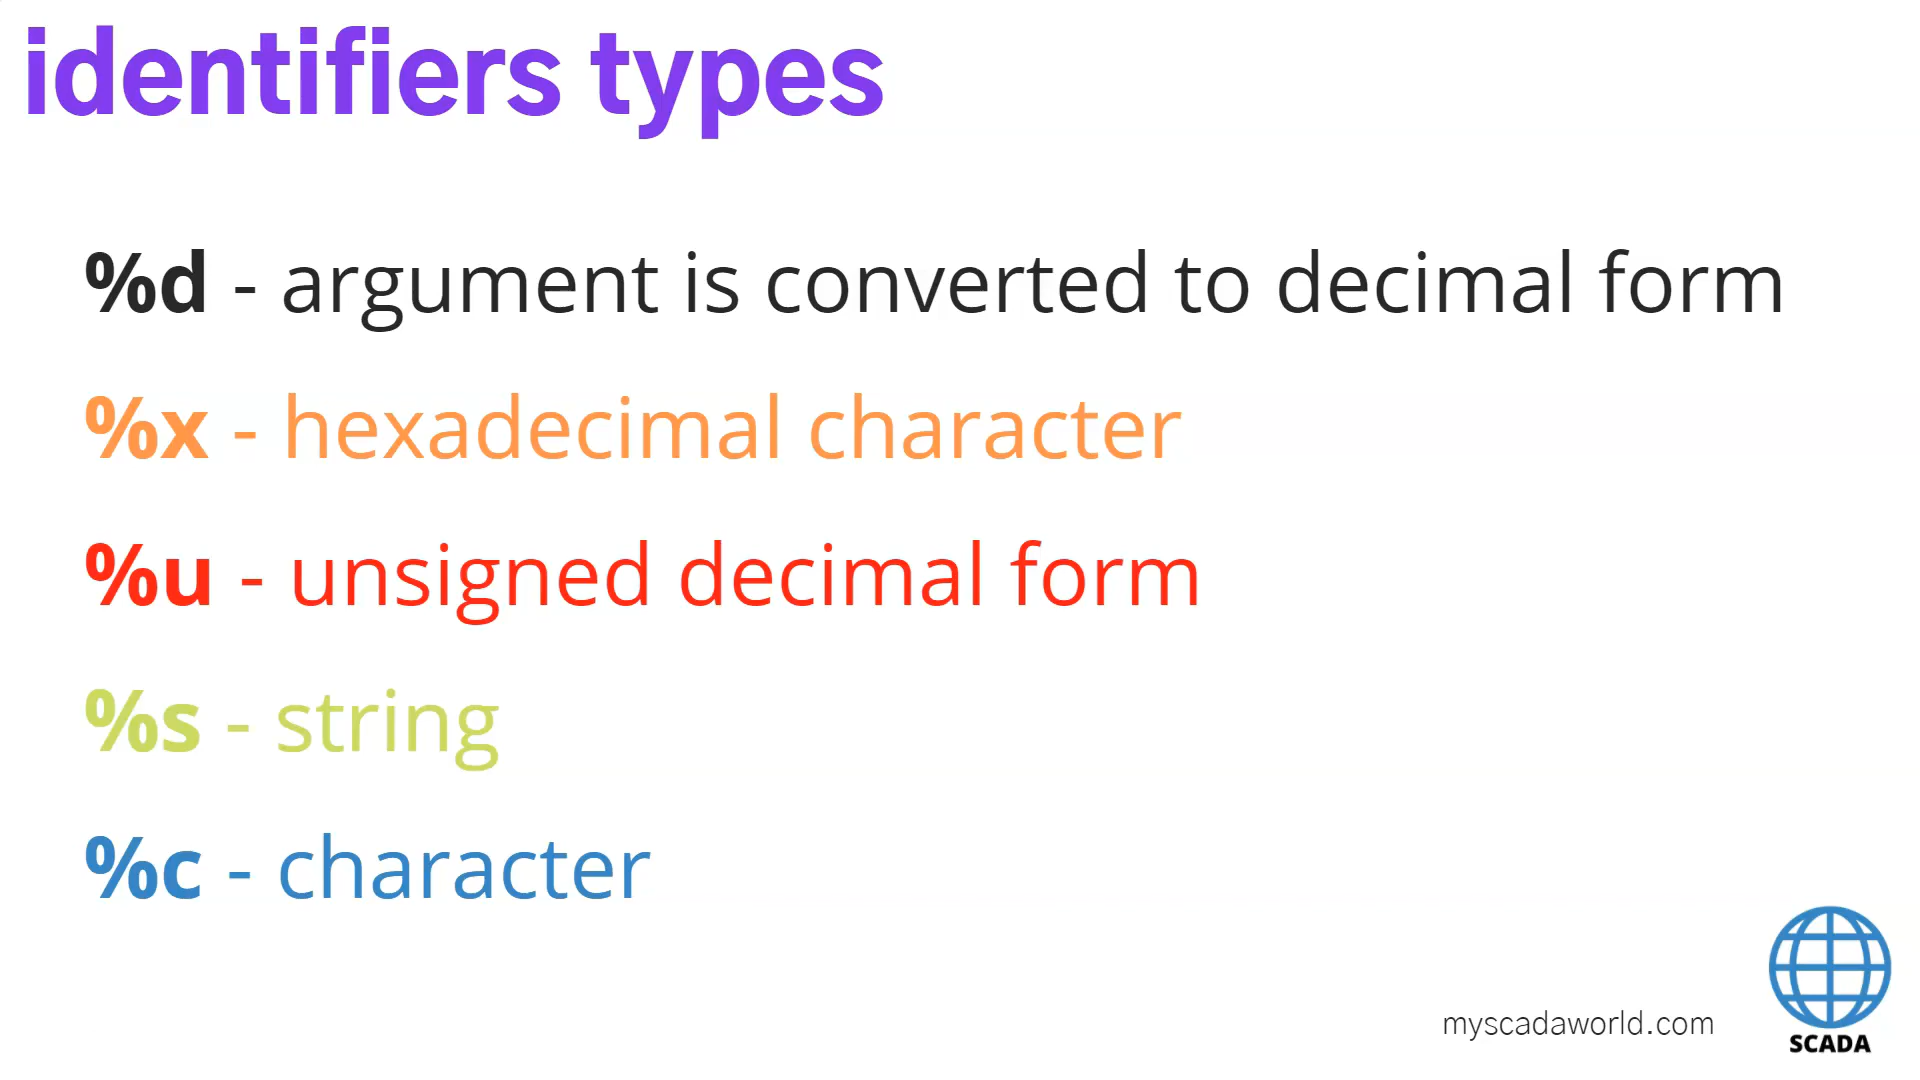 identifiers types
%d - argument is converted to decimal form
%x - hexadecimal character
%u - unsigned decimal form
%s - string
%c - character
myscadaworld.com
SCADA